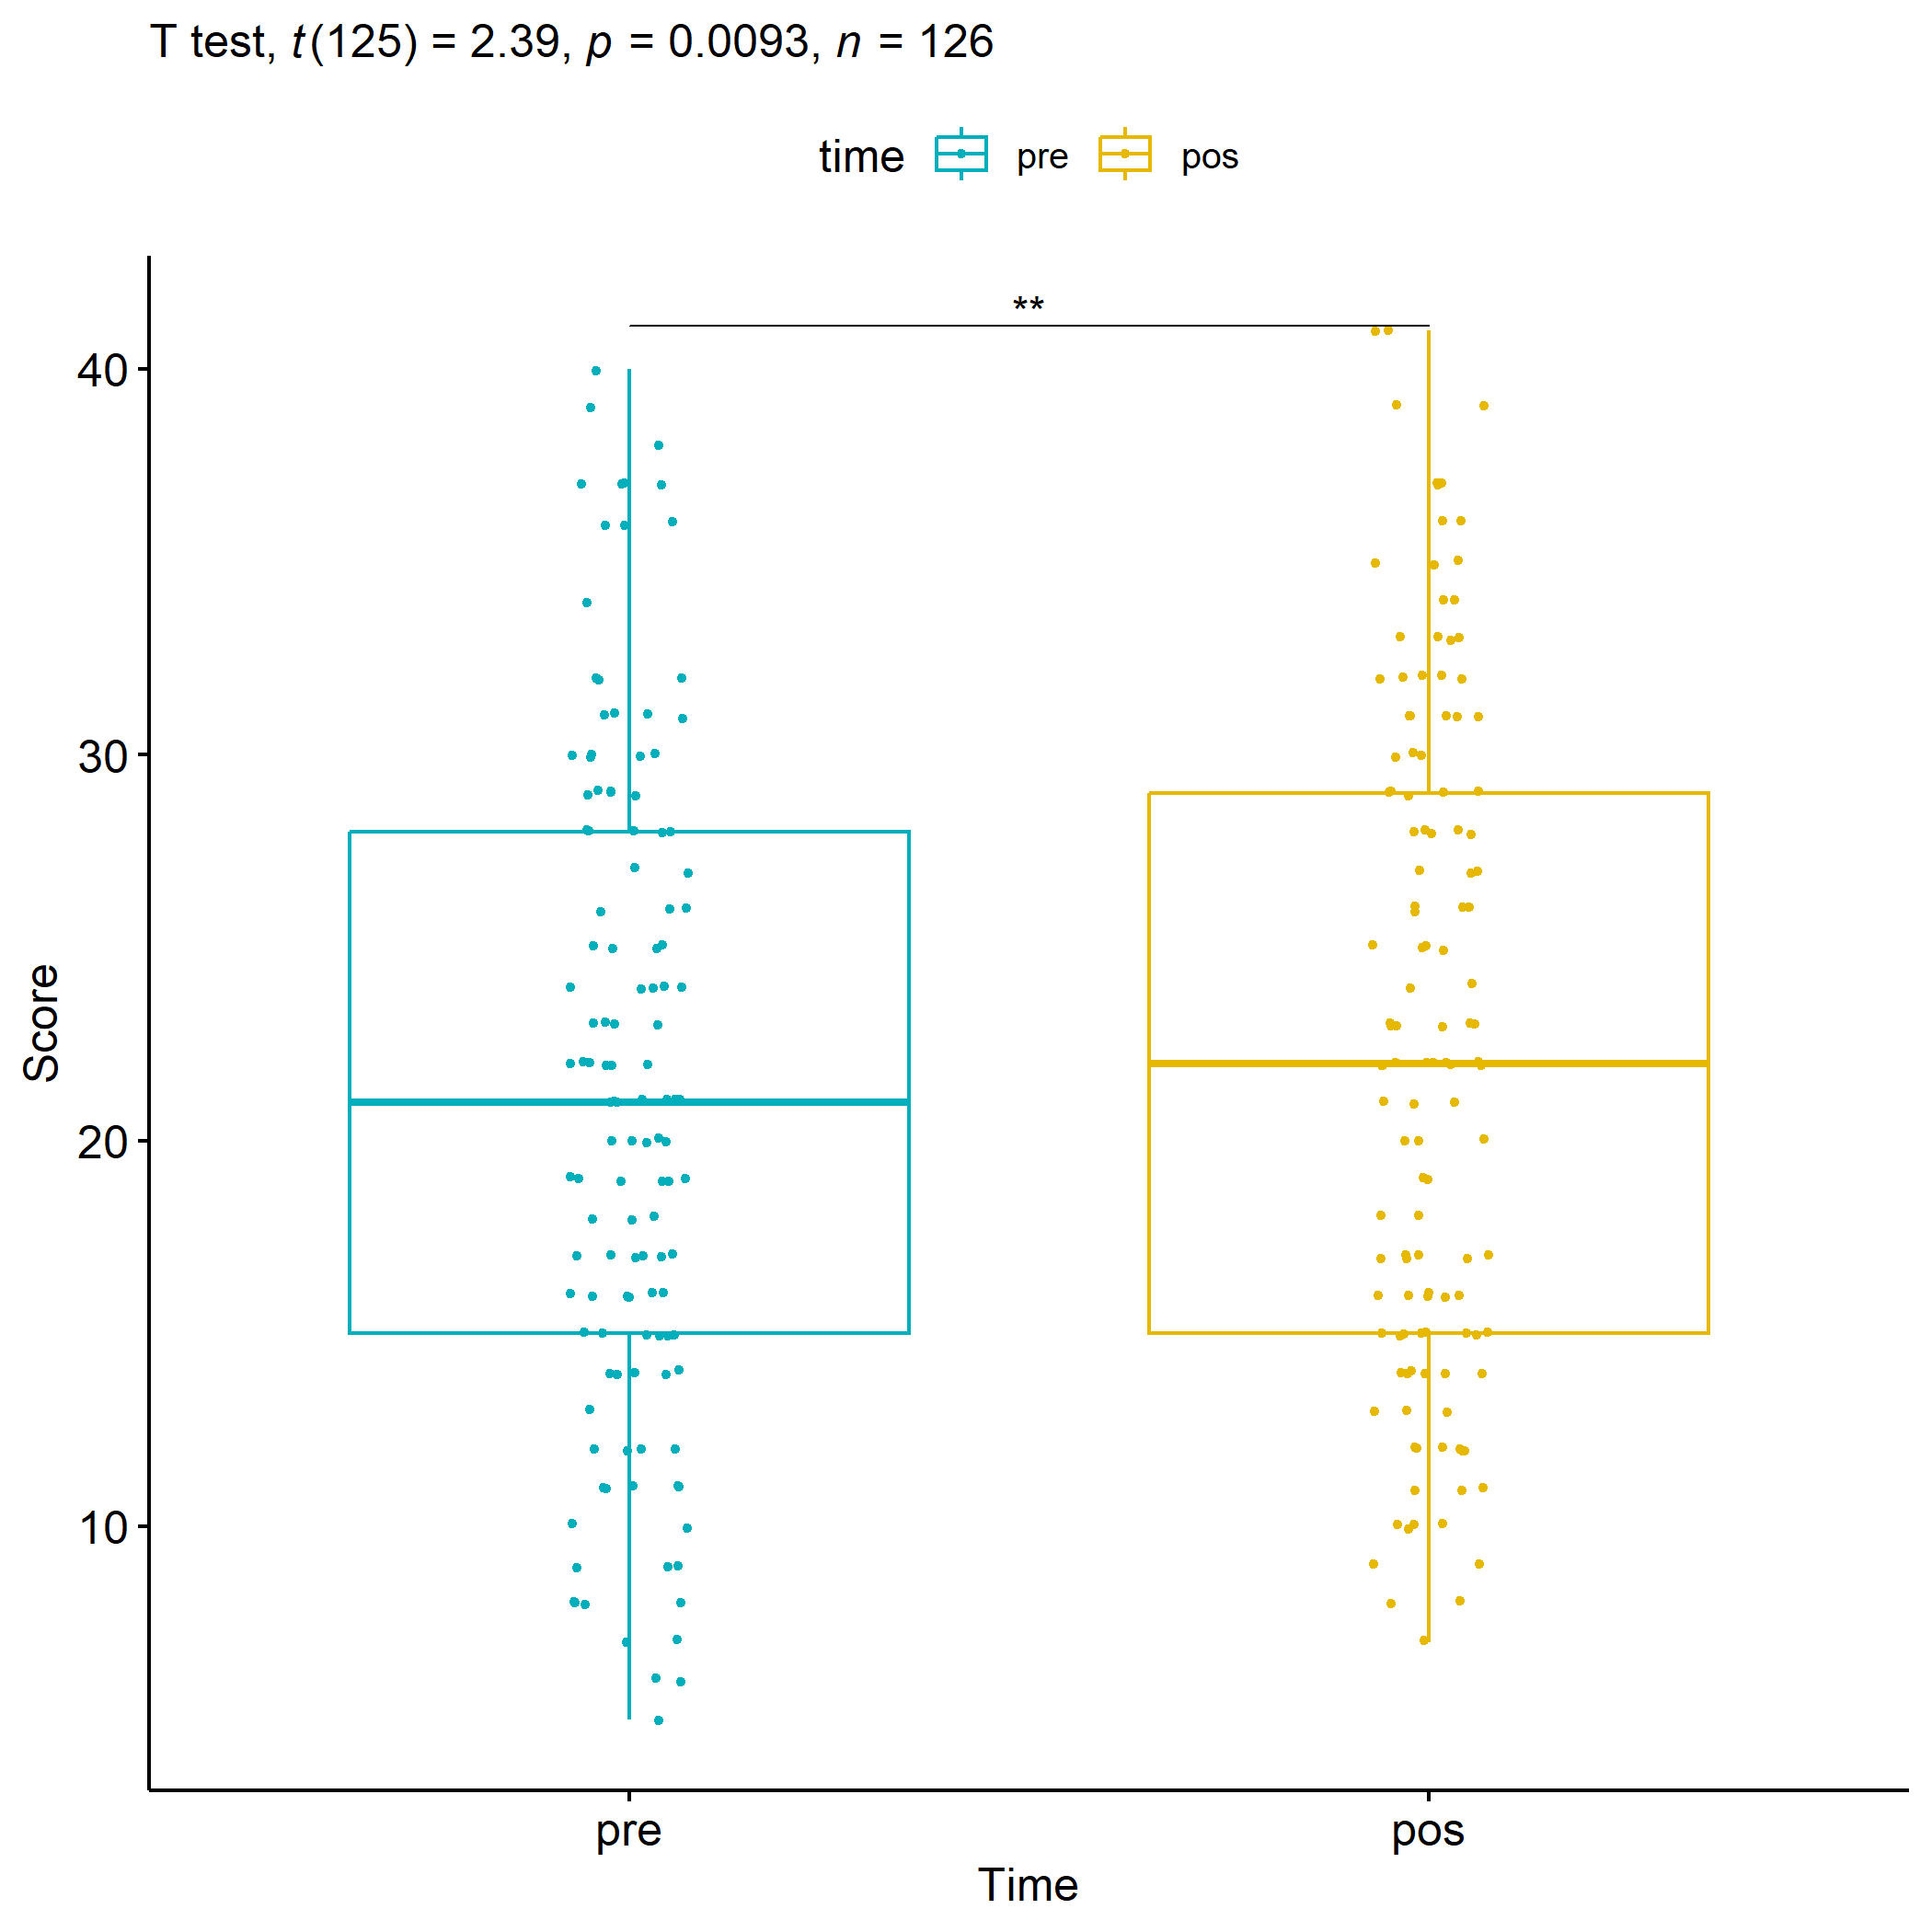 T test, t(125) = 2.39, p = 0.0093, n = 126
time pre pos
**
40
30
20
10
Score
pre pos
Time